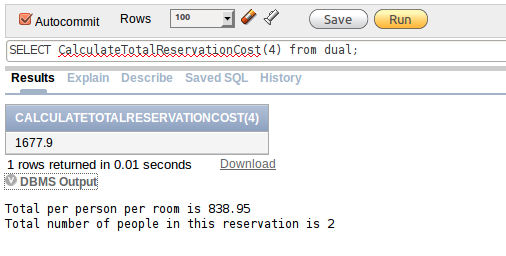 Autocommit Rows 100 Save Run
SELECT CalculateTotalReservationCost(4) from dual;
Results Explain Describe Saved SQL History
CALCULATETOTALRESERVATIONCOST(4)
1677.9
1 rows returned in 0.01 seconds Download
DBMS Output
Total per person per room is 838.95
Total number of people in this reservation is 2